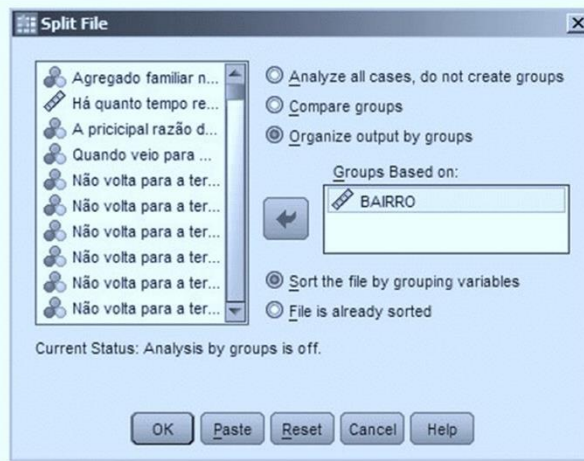 Split File
Agregado familiar n...
Há quanto tempo re...
A pricicipal razão d...
Quando veio para ...
Não volta para a ter...
Não volta para a ter...
Não volta para a ter...
Não volta para a ter...
Não volta para a ter...
Não volta para a ter...
Analyze all cases, do not create groups
Compare groups
Organize output by groups
Groups Based on:
BAIRRO
Sort the file by grouping variables
File is already sorted
Current Status: Analysis by groups is off.
OK Paste Reset Cancel Help